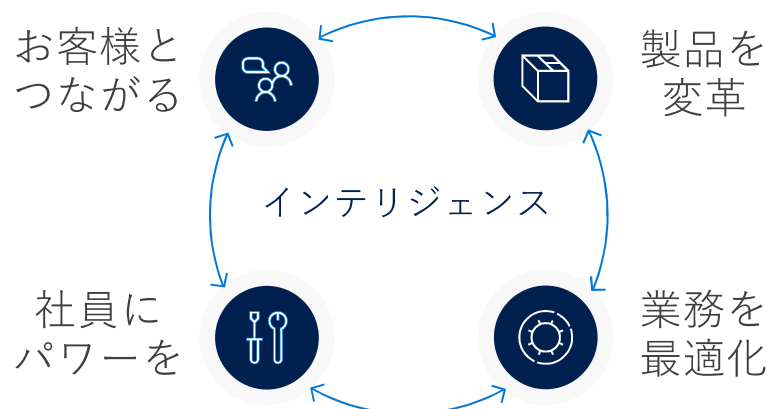 お客様と
つながる
製品を
変革
インテリジェンス
社員に
パワーを
業務を
最適化